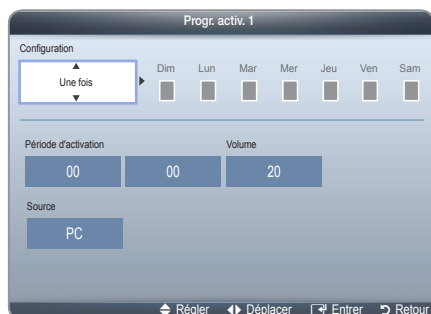 Progr. activ. 1
Configuration
Une fois
Dim Lun Mar Mer Jeu Ven Sam
Période d'activation Volume
00 00 20
Source
PC
Régler Déplacer Entrer Retour